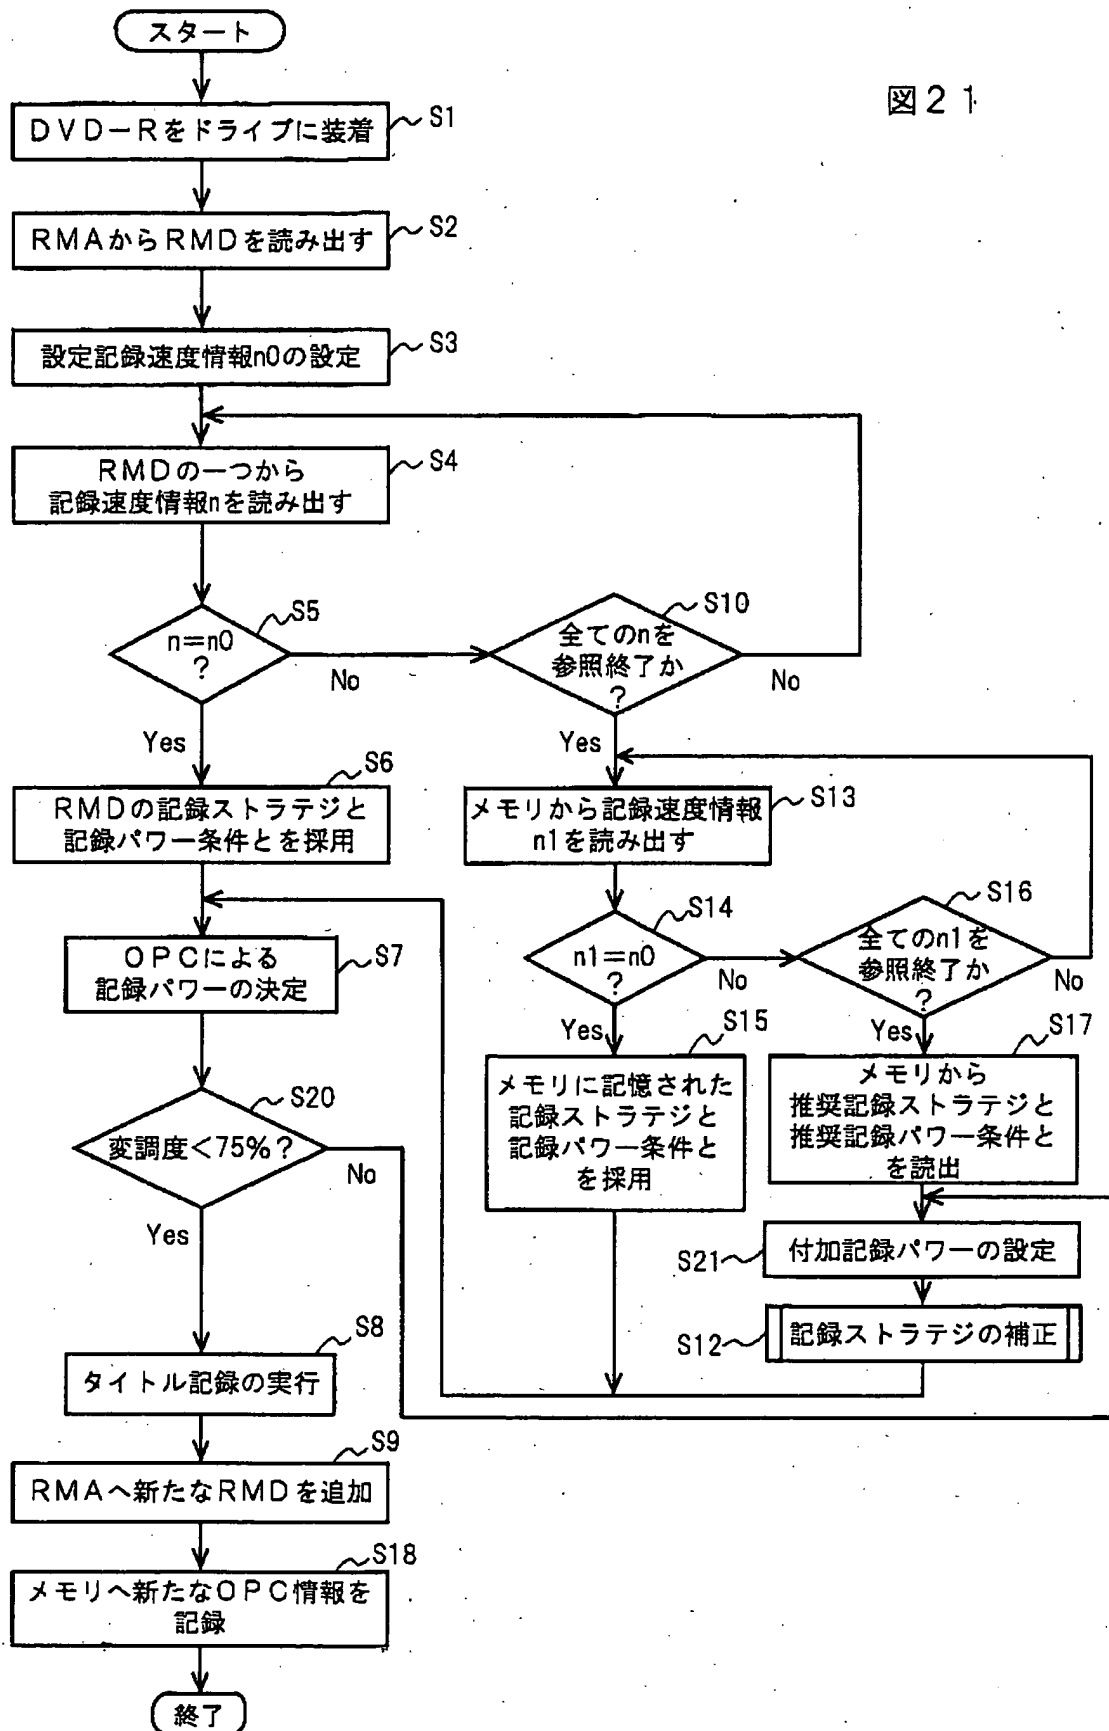 スタート
図21
DVD-Rをドライブに装着
S1
RMAからRMDを読み出す
S2
設定記録速度情報n0の設定
S3
RMDの一つから
記録速度情報nを読み出す
S4
n=n0
?
S5
No
Yes
全てのnを
参照終了か
?
S10
No
Yes
RMDの記録ストラテジと
記録パワー条件とを採用
S6
メモリから記録速度情報
n1を読み出す
S13
OPCによる
記録パワーの決定
S7
n1=n0
?
S14
No
Yes
全てのn1を
参照終了か
?
S16
No
Yes
メモリに記憶された
記録ストラテジと
記録パワー条件と
を採用
S15
メモリから
推奨記録ストラテジと
推奨記録パワー条件と
を読出
S17
変調度<75%?
S20
No
Yes
付加記録パワーの設定
S21
記録ストラテジの補正
S12
タイトル記録の実行
S8
RMAへ新たなRMDを追加
S9
メモリへ新たなOPC情報を
記録
S18
終了